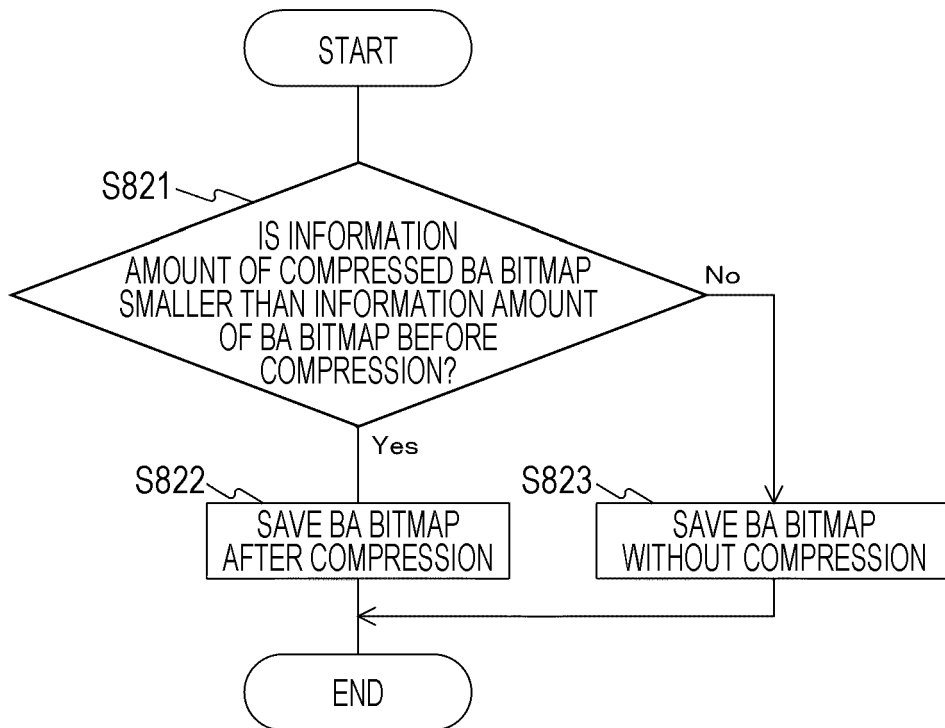 START
S821
IS INFORMATION
AMOUNT OF COMPRESSED BA BITMAP
SMALLER THAN INFORMATION AMOUNT
OF BA BITMAP BEFORE
COMPRESSION?
No
Yes
S822
SAVE BA BITMAP
AFTER COMPRESSION
S823
SAVE BA BITMAP
WITHOUT COMPRESSION
END